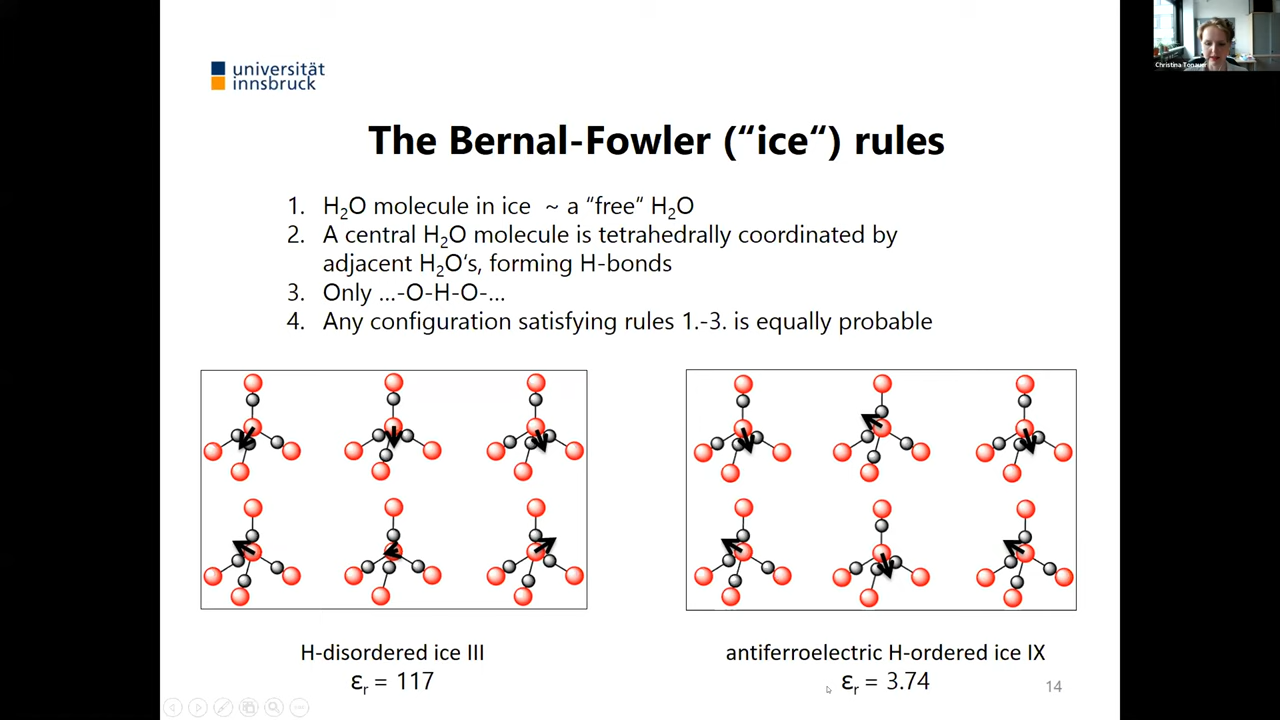 universität
innsbruck
Christina Tonauer
The Bernal-Fowler (“ice“) rules
1. H₂O molecule in ice ~ a “free“ H₂O
2. A central H₂O molecule is tetrahedrally coordinated by
adjacent H₂O‘s, forming H-bonds
3. Only ...-O-H-O-...
4. Any configuration satisfying rules 1.-3. is equally probable
H-disordered ice III
εᵣ = 117
antiferroelectric H-ordered ice IX
εᵣ = 3.74
14